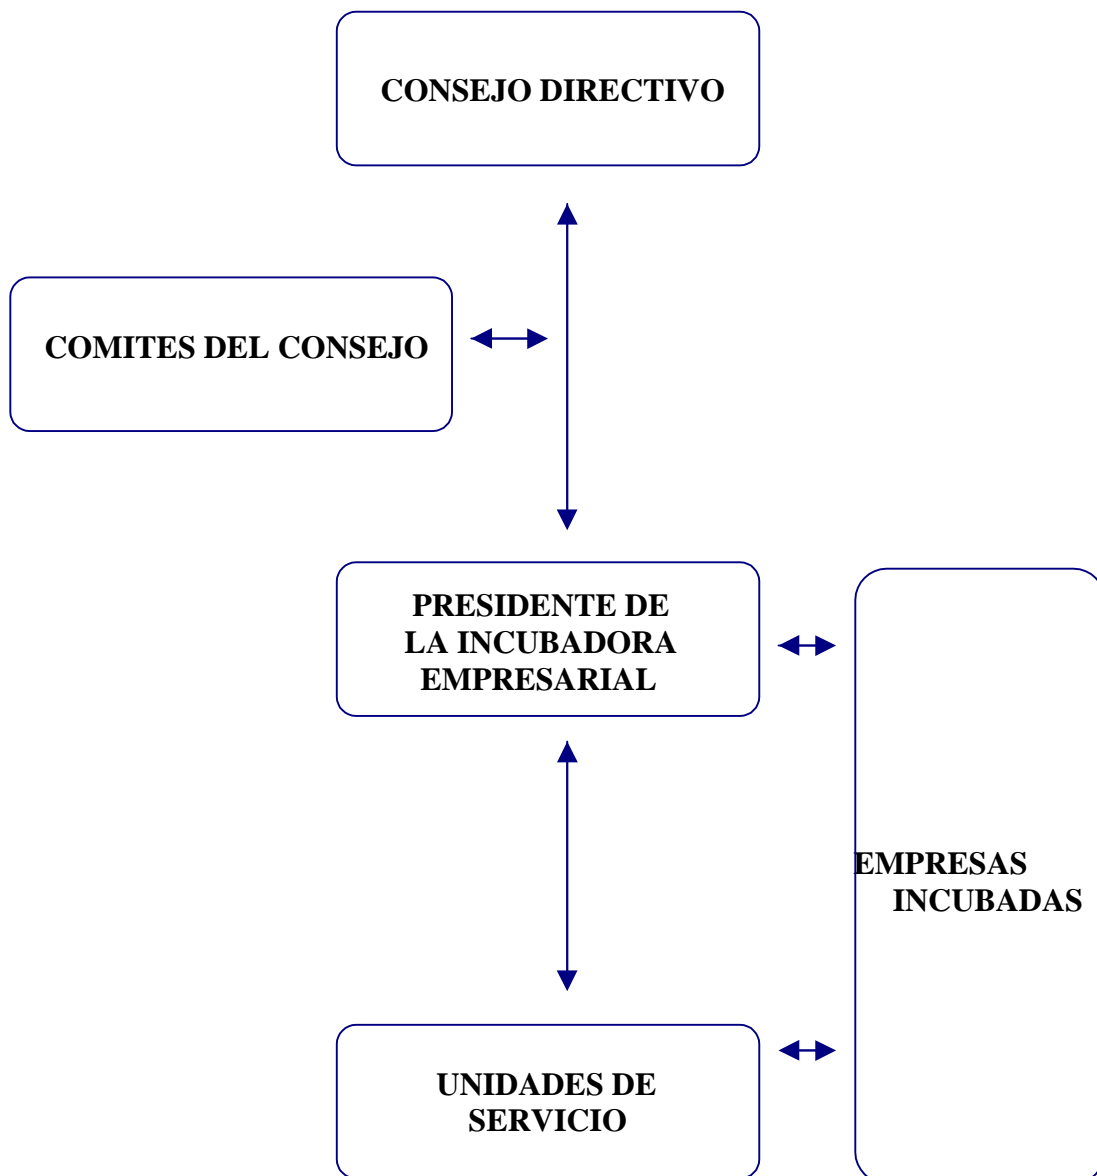 CONSEJO DIRECTIVO
COMITES DEL CONSEJO
PRESIDENTE DE
LA INCUBADORA
EMPRESARIAL
EMPRESAS
INCUBADAS
UNIDADES DE
SERVICIO